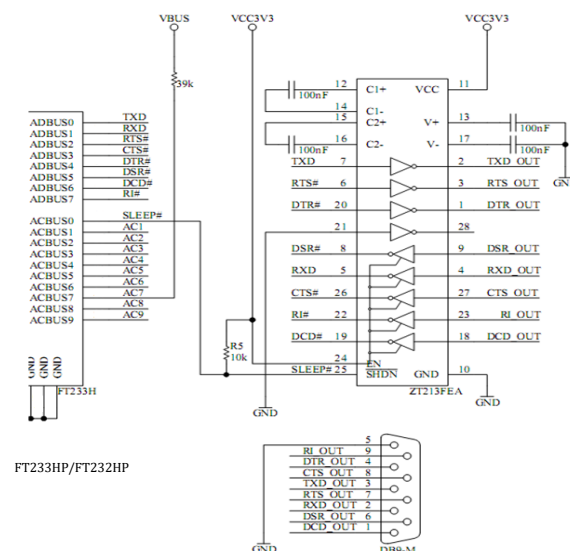 VBUS VCC3V3 VCC3V3
39k
ADBUS0 TXD
ADBUS1 RXD
ADBUS2 RTS#
ADBUS3 CTS#
ADBUS4 DTR#
ADBUS5 DSR#
ADBUS6 DCD#
ADBUS7 RI#
ACBUS0 SLEEP#
ACBUS1 AC1
ACBUS2 AC2
ACBUS3 AC3
ACBUS4 AC4
ACBUS5 AC5
ACBUS6 AC6
ACBUS7 AC7
ACBUS8 AC8
ACBUS9 AC9
GND GND GND
FT233H
R5
10k
100nF 12 C1+ VCC 11
14 C1-
15 C2+ V+ 13 100nF
100nF 16 C2- V- 17 100nF
GN
TXD 7 2 TXD_OUT
RTS# 6 3 RTS_OUT
DTR# 20 1 DTR_OUT
21 28
DSR# 8 9 DSR_OUT
RXD 5 4 RXD_OUT
CTS# 26 27 CTS_OUT
RI# 22 23 RI_OUT
DCD# 19 18 DCD_OUT
24 EN
SLEEP# 25 SHDN GND 10
ZT213FEA
GND GND
FT233HP/FT232HP
5
RI_OUT 9
DTR_OUT 4
CTS_OUT 8
TXD_OUT 3
RTS_OUT 7
RXD_OUT 2
DSR_OUT 6
DCD_OUT 1
GND DB9-M